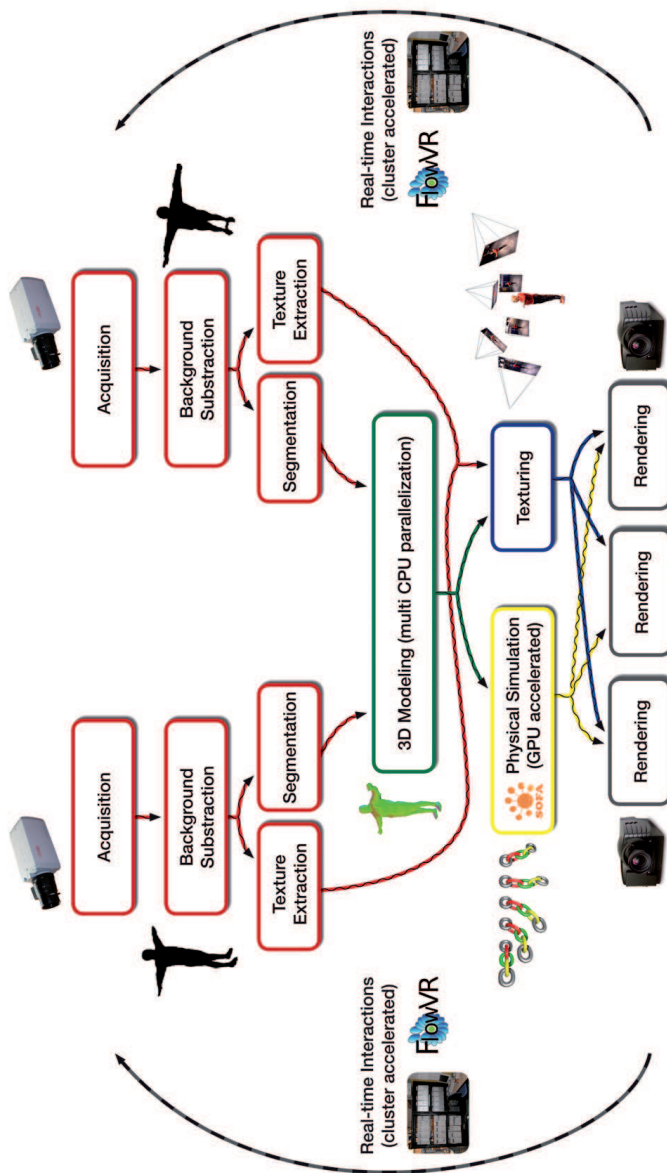 Acquisition
Acquisition
Background
Substraction
Background
Substraction
Texture
Extraction
Segmentation
Segmentation
Texture
Extraction
Real-time Interactions
(cluster accelerated)
FlowVR
3D Modeling (multi CPU parallelization)
Real-time Interactions
(cluster accelerated)
FlowVR
SOFA
Physical Simulation
(GPU accelerated)
Texturing
Rendering
Rendering
Rendering